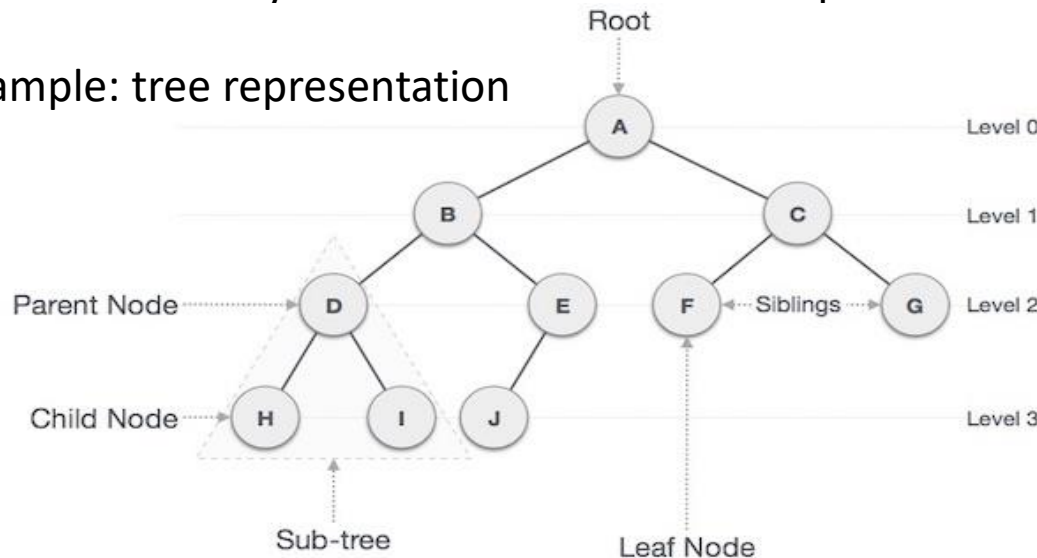 Root
ample: tree representation
A
Level 0
B
C
Level 1
Parent Node
D
E
F
Siblings
G
Level 2
Child Node
H
I
J
Level 3
Sub-tree
Leaf Node